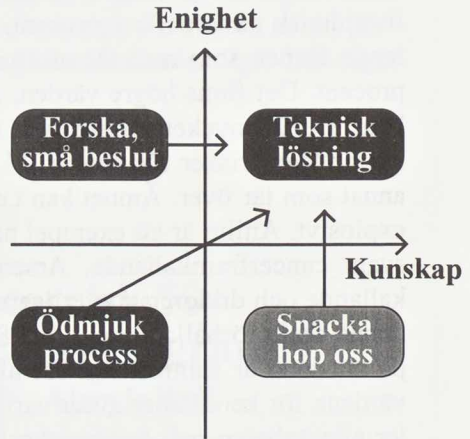 Enighet
Forska,
små beslut
Teknisk
lösning
Kunskap
Ödmjuk
process
Snacka
hop oss